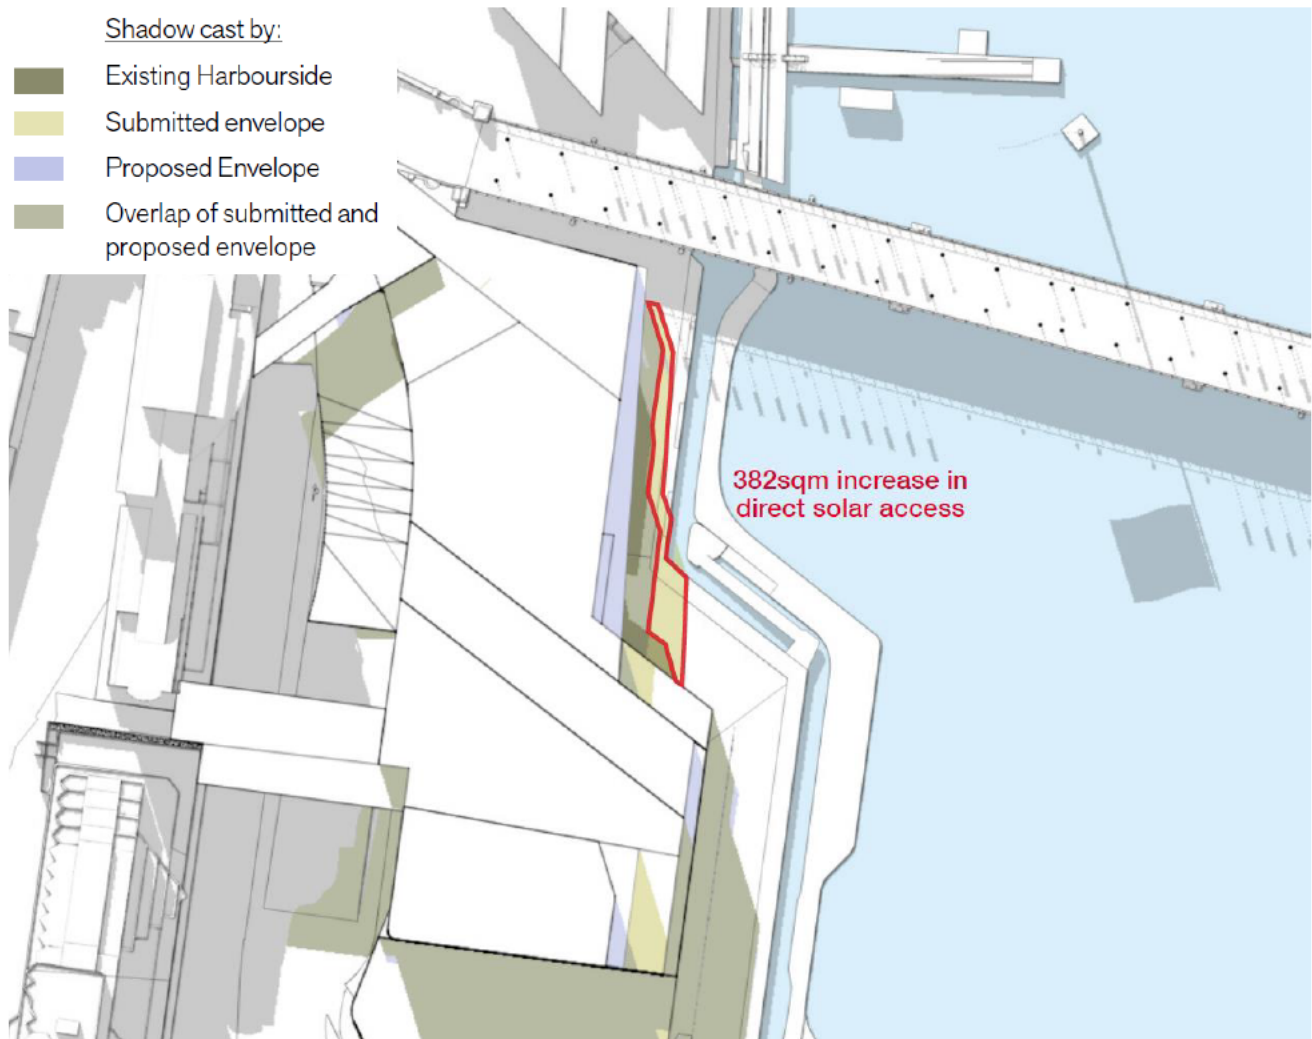 Shadow cast by:
Existing Harbourside
Submitted envelope
Proposed Envelope
Overlap of submitted and
proposed envelope
382sqm increase in
direct solar access